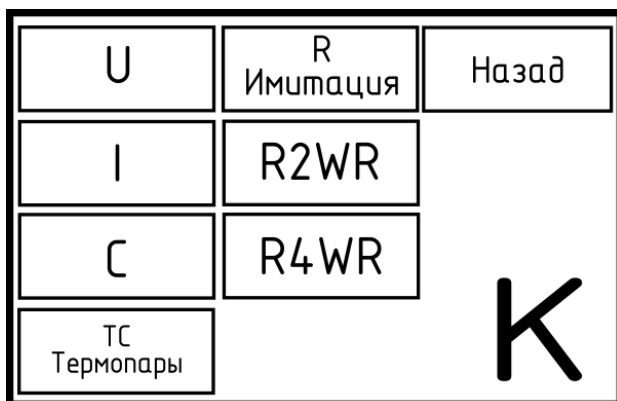 U
R
Имитация
Назад
I
R2WR
C
R4WR
TC
Термопары
K